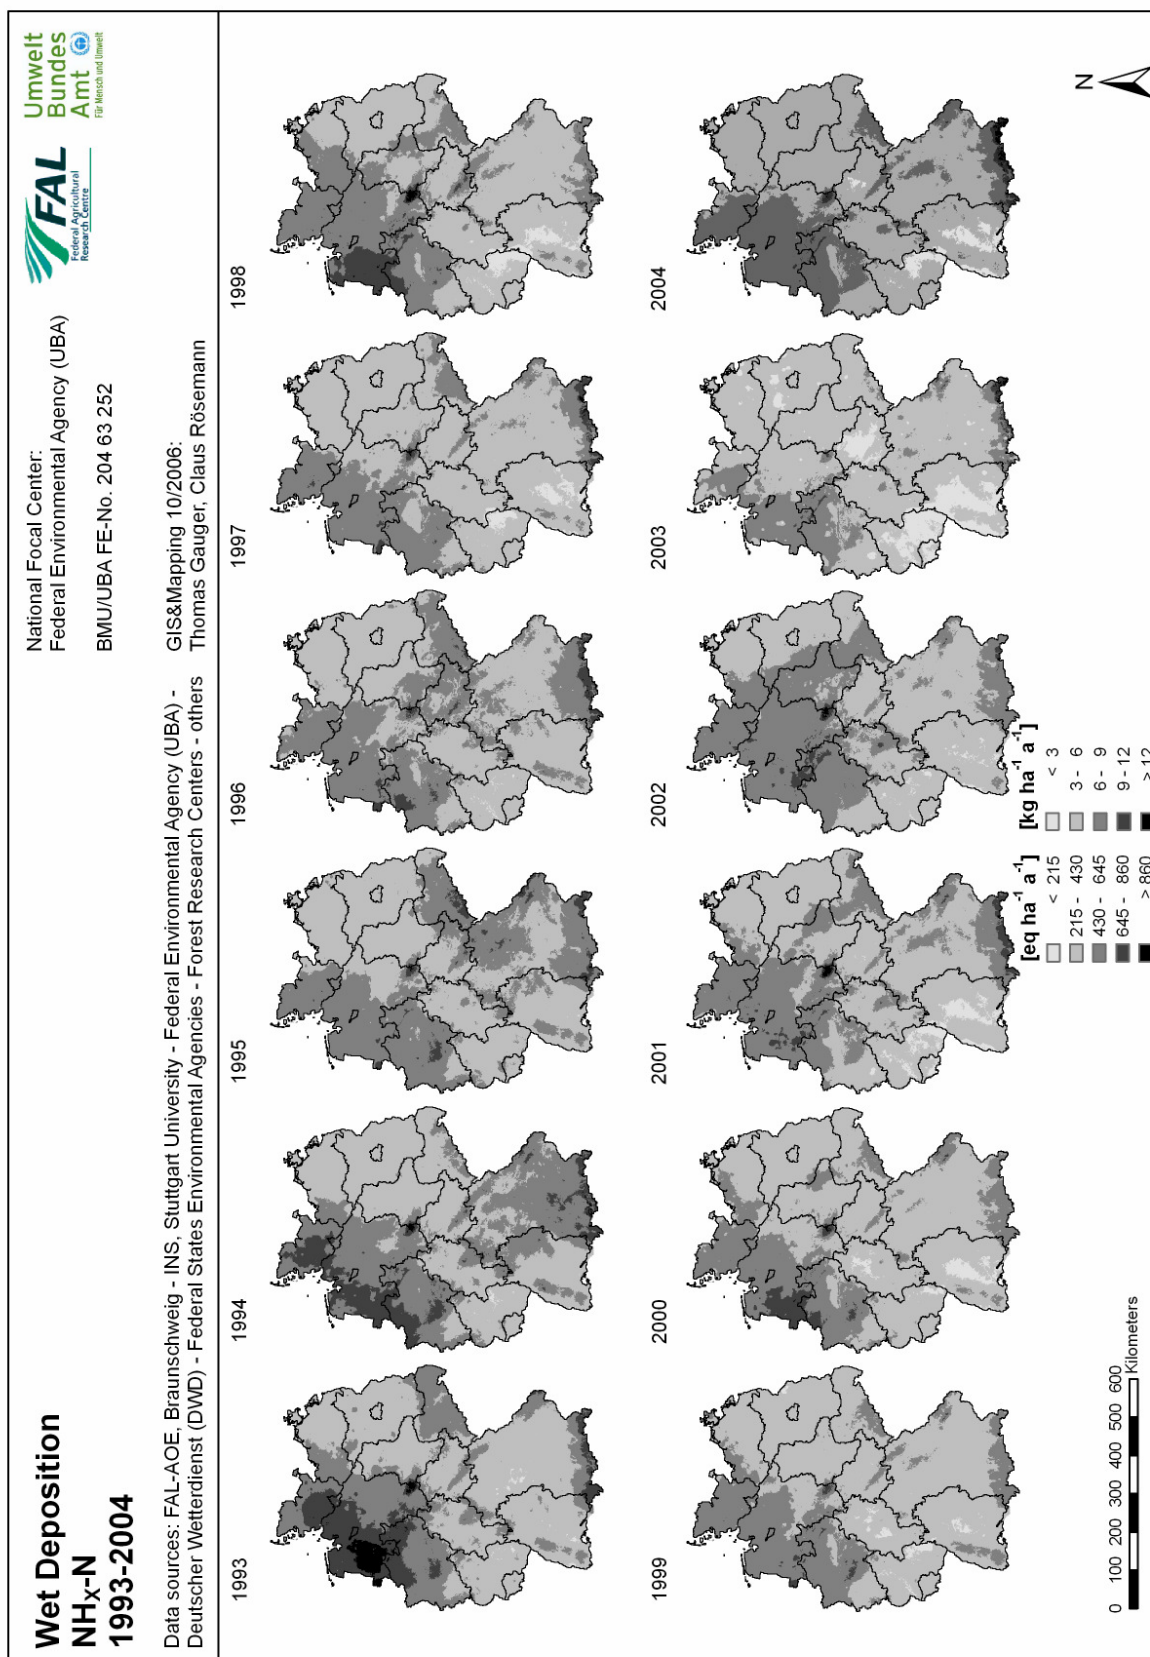 Wet Deposition
NHx-N
1993-2004
National Focal Center:
Federal Environmental Agency (UBA)
BMU/UBA FE-No. 204 63 252
FAL
Federal Agricultural
Research Centre
Umwelt
Bundes
Amt
Für Mensch und Umwelt
Data sources: FAL-AOE, Braunschweig - INS, Stuttgart University - Federal Environmental Agency (UBA) -
Deutscher Wetterdienst (DWD) - Federal States Environmental Agencies - Forest Research Centers - others
GIS&Mapping 10/2006:
Thomas Gauger, Claus Rösemann
1993
1994
1995
1996
1997
1998
1999
2000
2001
2002
2003
2004
[eq ha-1 a-1] [kg ha-1 a-1]
< 215 < 3
215 - 430 3 - 6
430 - 645 6 - 9
645 - 860 9 - 12
> 860 > 12
0 100 200 300 400 500 600
Kilometers
N